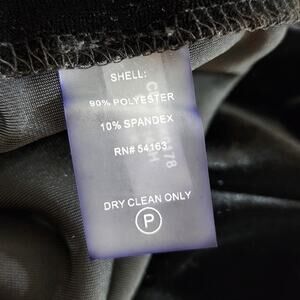 SHELL:
90% POLYESTER
10% SPANDEX
RN# 54163
DRY CLEAN ONLY
P